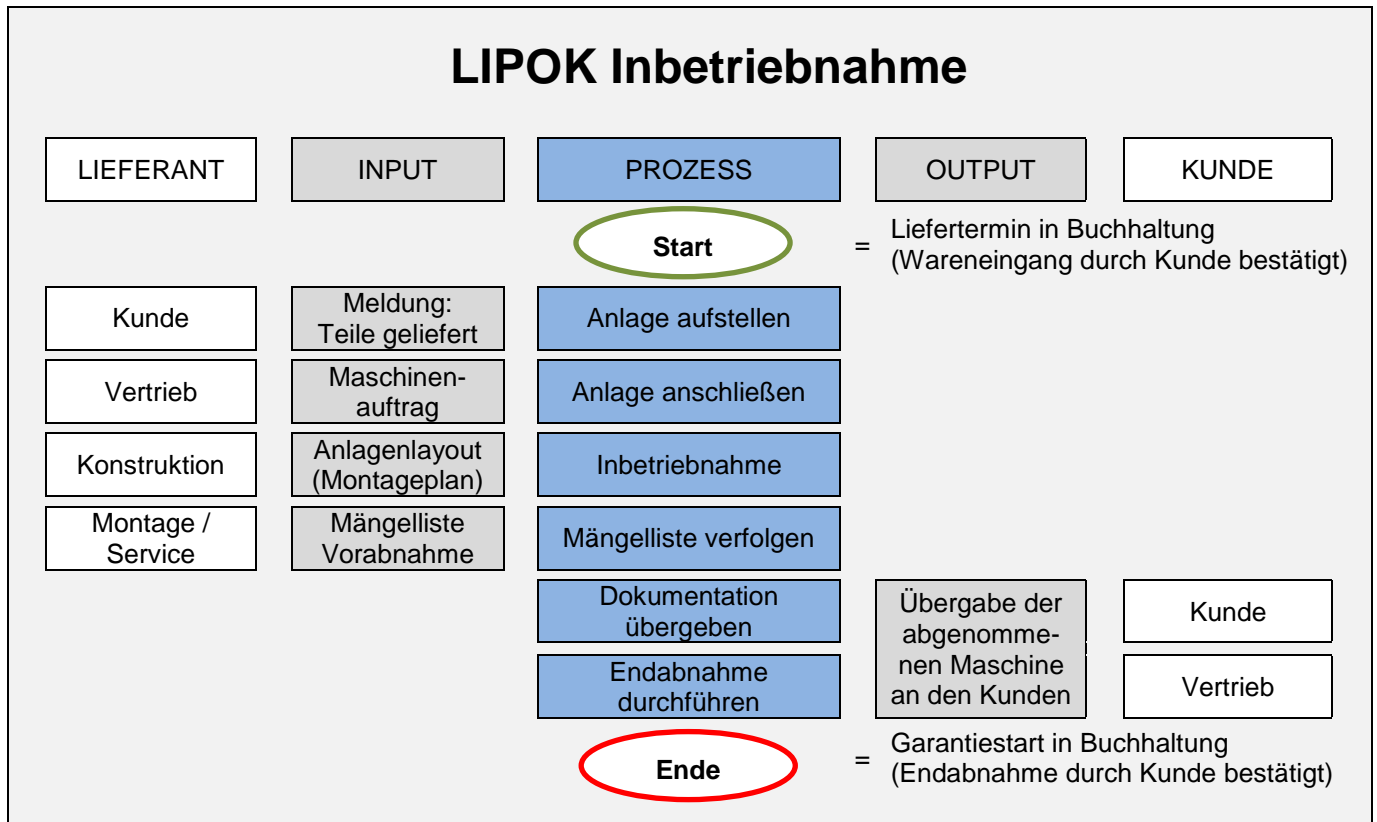 LIPOK Inbetriebnahme
LIEFERANT
INPUT
PROZESS
OUTPUT
KUNDE
Start
=
Liefertermin in Buchhaltung
(Wareneingang durch Kunde bestätigt)
Kunde
Meldung:
Teile geliefert
Anlage aufstellen
Vertrieb
Maschinen-
auftrag
Anlage anschließen
Konstruktion
Anlagenlayout
(Montageplan)
Inbetriebnahme
Montage /
Service
Mängelliste
Vorabnahme
Mängelliste verfolgen
Dokumentation
übergeben
Übergabe der
abgenomme-
nen Maschine
an den Kunden
Kunde
Endabnahme
durchführen
Vertrieb
Ende
=
Garantiestart in Buchhaltung
(Endabnahme durch Kunde bestätigt)